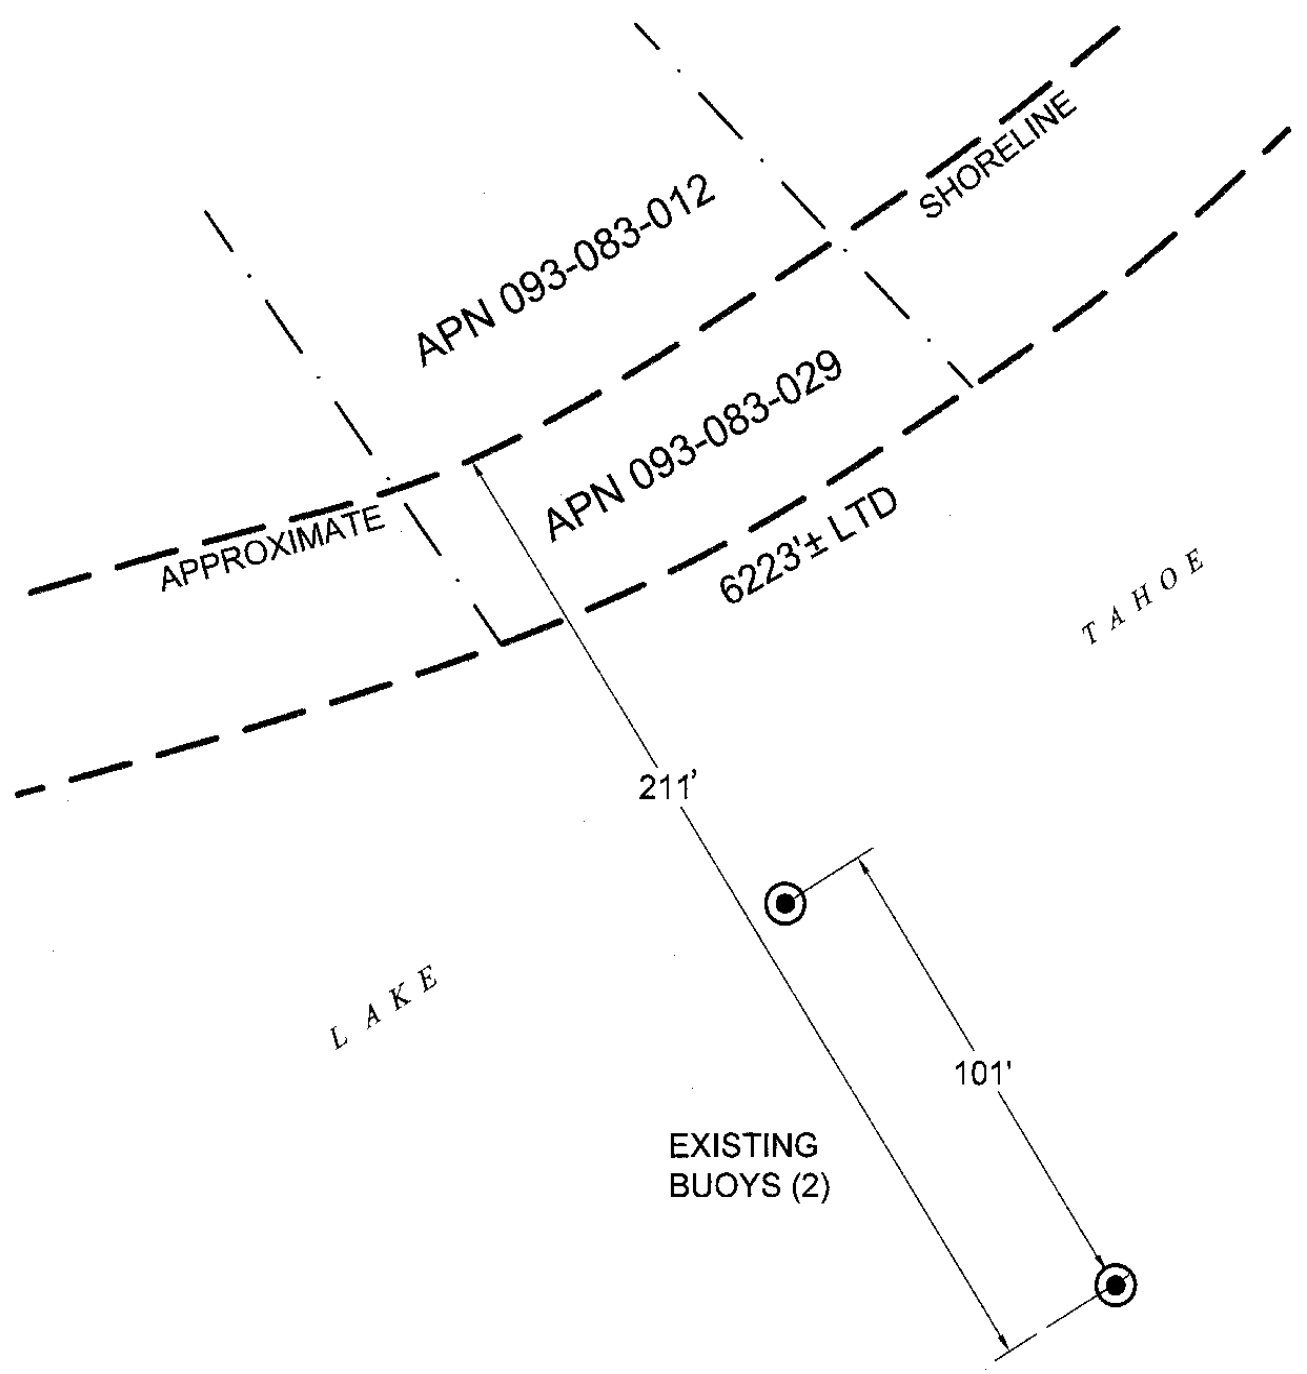 SHORELINE
APN 093-083-012
APN 093-083-029
APPROXIMATE
6223'± LTD
TAHOE
211'
LAKE
101'
EXISTING
BUOYS (2)